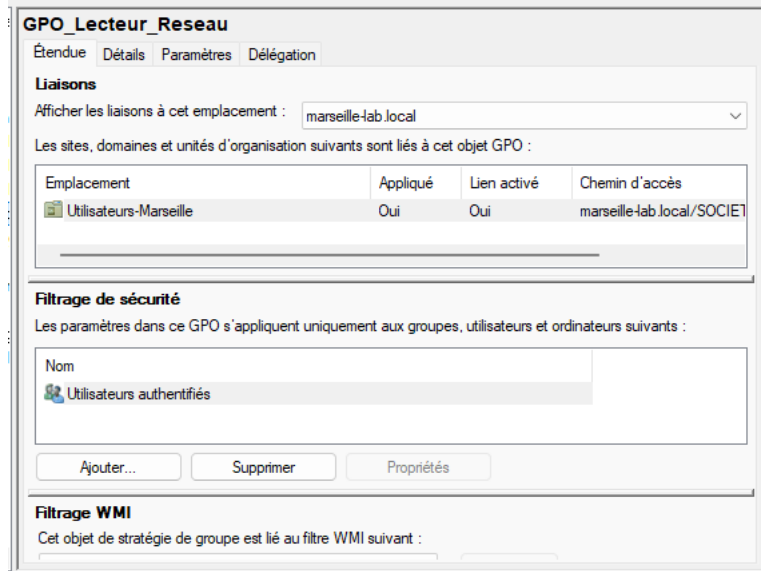 GPO_Lecteur_Reseau
Étendue Détails Paramètres Délégation
Liaisons
Afficher les liaisons à cet emplacement : marseille-lab.local
Les sites, domaines et unités d'organisation suivants sont liés à cet objet GPO :
Emplacement Appliqué Lien activé Chemin d'accès
Utilisateurs-Marseille Oui Oui marseille-lab.local/SOCIET
Filtrage de sécurité
Les paramètres dans ce GPO s'appliquent uniquement aux groupes, utilisateurs et ordinateurs suivants :
Nom
Utilisateurs authentifiés
Ajouter... Supprimer Propriétés
Filtrage WMI
Cet objet de stratégie de groupe est lié au filtre WMI suivant :